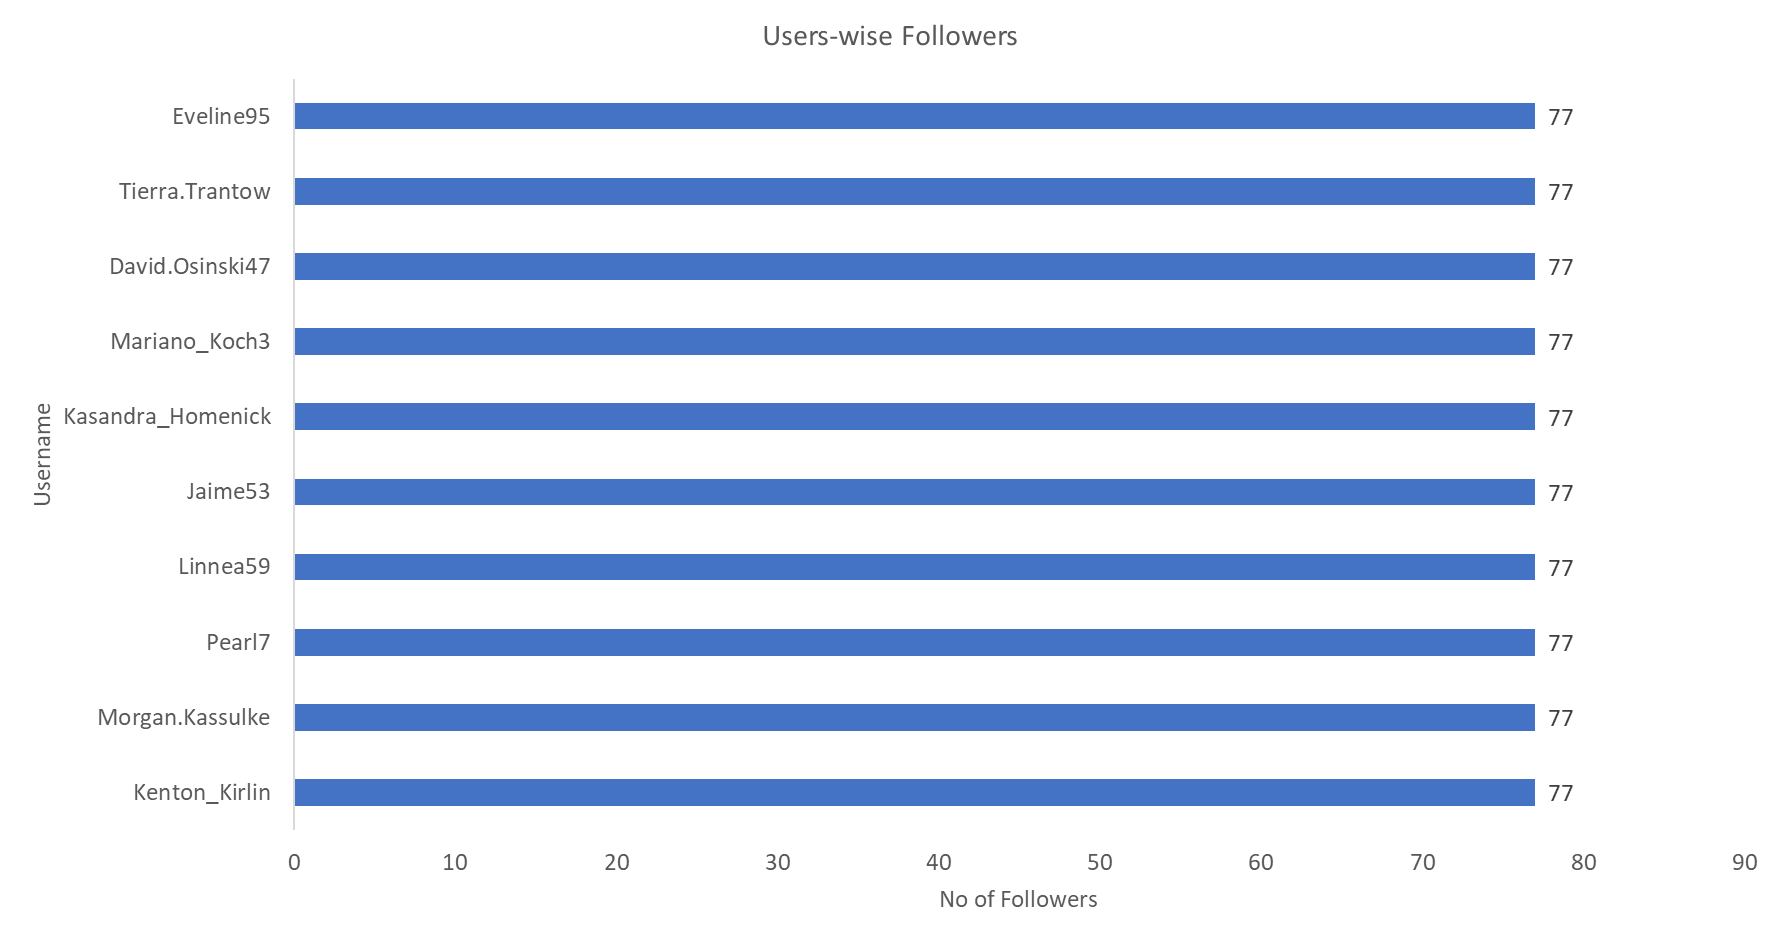 Users-wise Followers
Username
Eveline95 77
Tierra.Trantow 77
David.Osinski47 77
Mariano_Koch3 77
Kasandra_Homenick 77
Jaime53 77
Linnea59 77
Pearl7 77
Morgan.Kassulke 77
Kenton_Kirlin 77
0 10 20 30 40 50 60 70 80 90
No of Followers